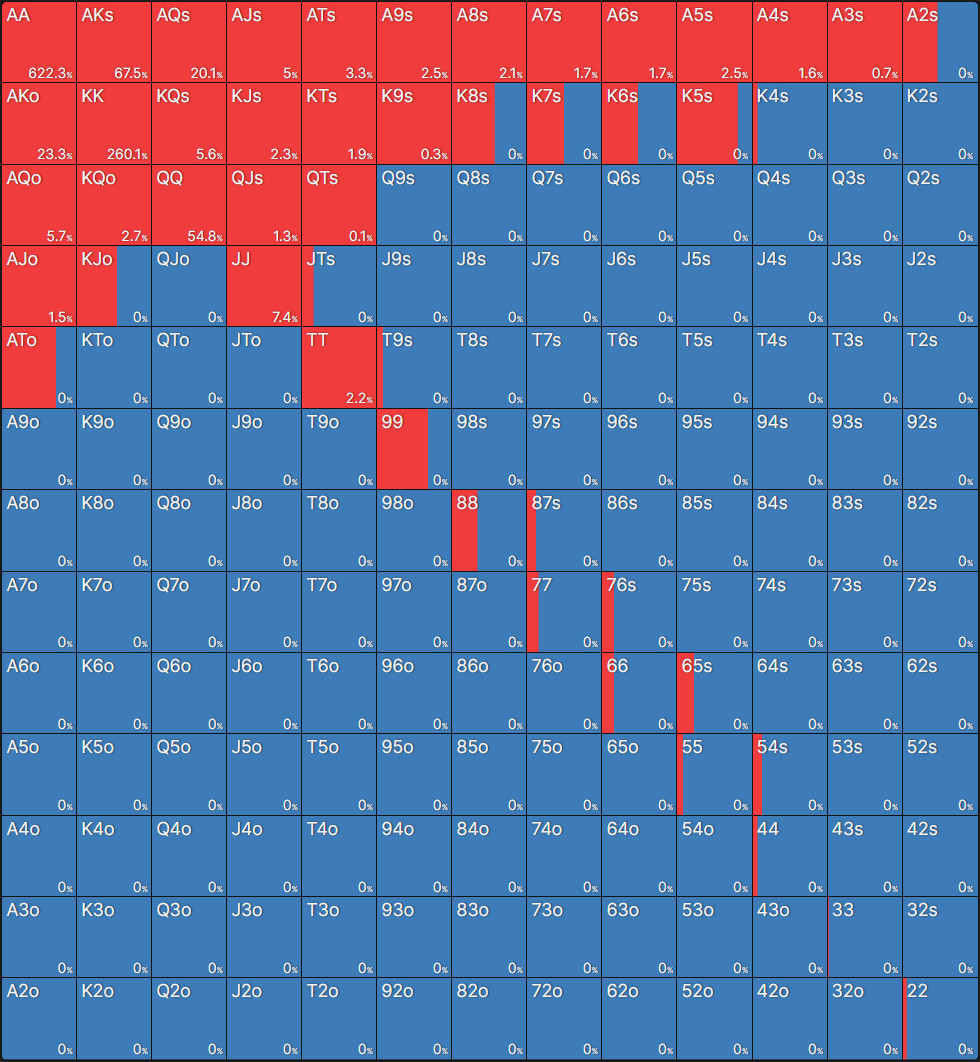 AA AKs AQs AJs ATs A9s A8s A7s A6s A5s A4s A3s A2s
622.3% 67.5% 20.1% 5% 3.3% 2.5% 2.1% 1.7% 1.7% 2.5% 1.6% 0.7% 0%
AKo KK KQs KJs KTs K9s K8s K7s K6s K5s K4s K3s K2s
23.3% 260.1% 5.6% 2.3% 1.9% 0.3% 0% 0% 0% 0% 0% 0% 0%
AQo KQo QQ QJs QTs Q9s Q8s Q7s Q6s Q5s Q4s Q3s Q2s
5.7% 2.7% 54.8% 1.3% 0.1% 0% 0% 0% 0% 0% 0% 0% 0%
AJo KJo QJo JJ JTs J9s J8s J7s J6s J5s J4s J3s J2s
1.5% 0% 0% 7.4% 0% 0% 0% 0% 0% 0% 0% 0% 0%
ATo KTo QTo JTo TT T9s T8s T7s T6s T5s T4s T3s T2s
0% 0% 0% 0% 2.2% 0% 0% 0% 0% 0% 0% 0% 0%
A9o K9o Q9o J9o T9o 99 98s 97s 96s 95s 94s 93s 92s
0% 0% 0% 0% 0% 0% 0% 0% 0% 0% 0% 0% 0%
A8o K8o Q8o J8o T8o 98o 88 87s 86s 85s 84s 83s 82s
0% 0% 0% 0% 0% 0% 0% 0% 0% 0% 0% 0% 0%
A7o K7o Q7o J7o T7o 97o 87o 77 76s 75s 74s 73s 72s
0% 0% 0% 0% 0% 0% 0% 0% 0% 0% 0% 0% 0%
A6o K6o Q6o J6o T6o 96o 86o 76o 66 65s 64s 63s 62s
0% 0% 0% 0% 0% 0% 0% 0% 0% 0% 0% 0% 0%
A5o K5o Q5o J5o T5o 95o 85o 75o 65o 55 54s 53s 52s
0% 0% 0% 0% 0% 0% 0% 0% 0% 0% 0% 0% 0%
A4o K4o Q4o J4o T4o 94o 84o 74o 64o 54o 44 43s 42s
0% 0% 0% 0% 0% 0% 0% 0% 0% 0% 0% 0% 0%
A3o K3o Q3o J3o T3o 93o 83o 73o 63o 53o 43o 33 32s
0% 0% 0% 0% 0% 0% 0% 0% 0% 0% 0% 0% 0%
A2o K2o Q2o J2o T2o 92o 82o 72o 62o 52o 42o 32o 22
0% 0% 0% 0% 0% 0% 0% 0% 0% 0% 0% 0% 0%